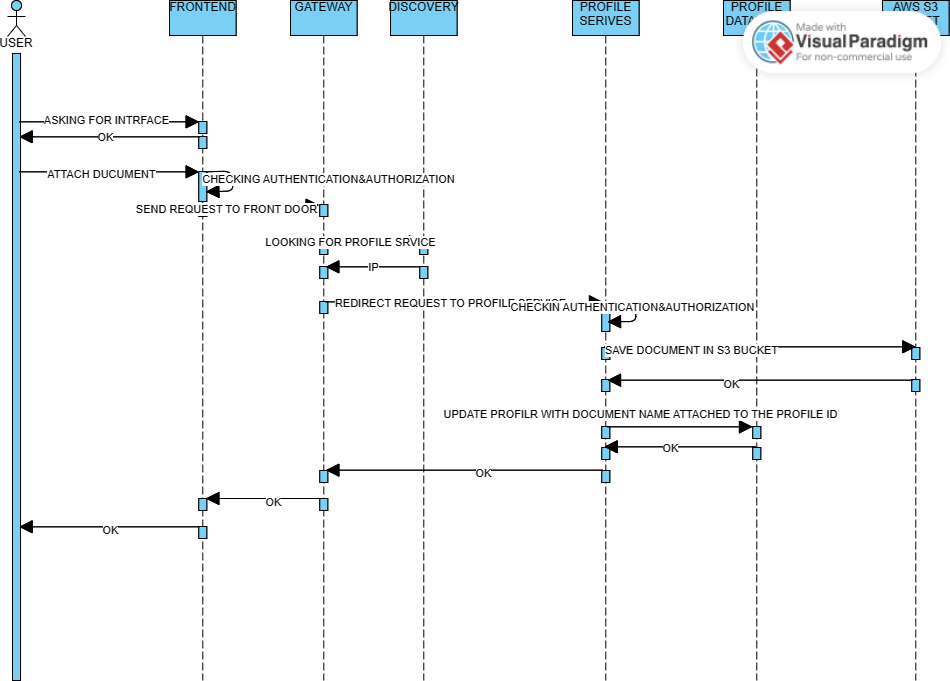 FRONTEND
GATEWAY
DISCOVERY
PROFILE
SERIVES
PROFILE
AWS S3
Made with
VisualParadigm
For non-commercial use
USER
ASKING FOR INTRFACE
OK
ATTACH DUCUMENT
CHECKING AUTHENTICATION&AUTHORIZATION
SEND REQUEST TO FRONT DOOR
LOOKING FOR PROFILE SRVICE
IP
REDIRECT REQUEST TO PROFILE SERVICE
CHECKIN AUTHENTICATION&AUTHORIZATION
SAVE DOCUMENT IN S3 BUCKET
OK
UPDATE PROFILR WITH DOCUMENT NAME ATTACHED TO THE PROFILE ID
OK
OK
OK
OK